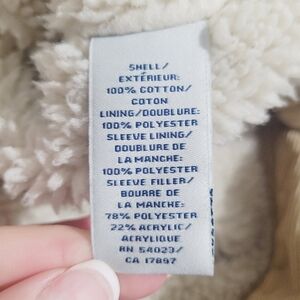 SHELL/
EXTÉRIEUR:
100% COTTON/
COTON
LINING/DOUBLURE:
100% POLYESTER
SLEEVE LINING/
DOUBLURE DE
LA MANCHE:
100% POLYESTER
SLEEVE FILLER/
BOURRE DE
LA MANCHE:
78% POLYESTER
22% ACRYLIC/
ACRYLIQUE
RN 54023/
CA 17897